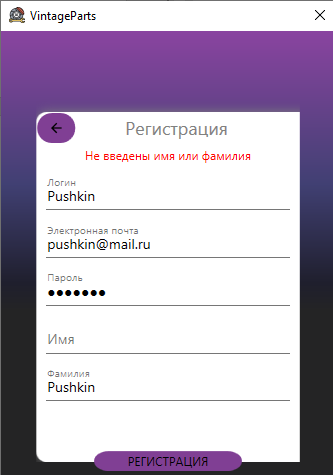 VintageParts
Регистрация
Не введены имя или фамилия
Логин
Pushkin
Электронная почта
pushkin@mail.ru
Пароль
●●●●●●●
Имя
Фамилия
Pushkin
РЕГИСТРАЦИЯ